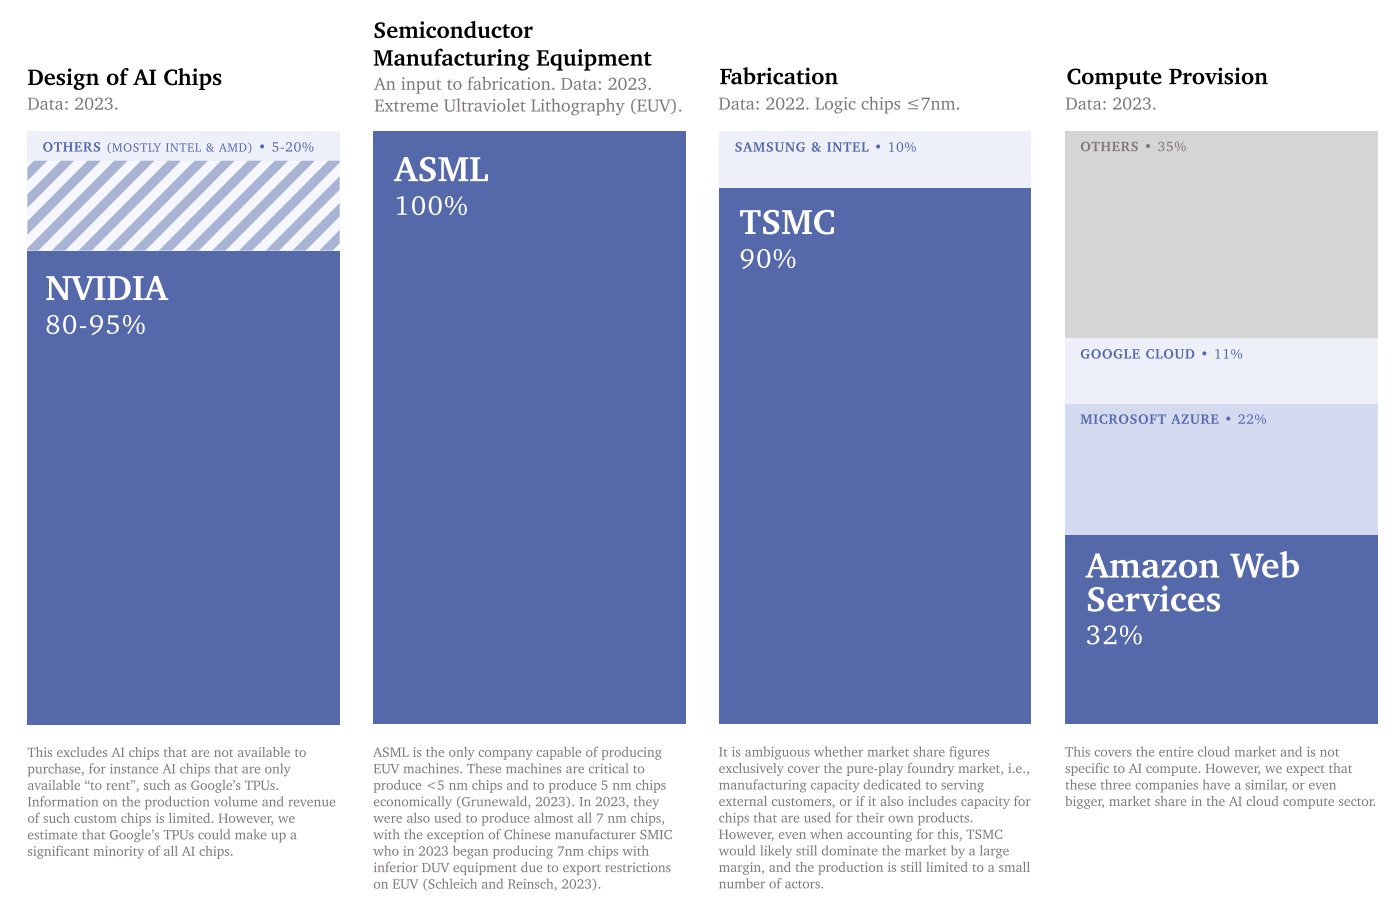 Design of AI Chips
Data: 2023.
OTHERS (MOSTLY INTEL & AMD) • 5-20%
NVIDIA
80-95%
This excludes AI chips that are not available to
purchase, for instance AI chips that are only
available “to rent”, such as Google’s TPUs.
Information on the production volume and revenue
of such custom chips is limited. However, we
estimate that Google’s TPUs could make up a
significant minority of all AI chips.
Semiconductor
Manufacturing Equipment
An input to fabrication. Data: 2023.
Extreme Ultraviolet Lithography (EUV).
ASML
100%
ASML is the only company capable of producing
EUV machines. These machines are critical to
produce <5 nm chips and to produce 5 nm chips
economically (Grunewald, 2023). In 2023, they
were also used to produce almost all 7 nm chips,
with the exception of Chinese manufacturer SMIC
who in 2023 began producing 7nm chips with
inferior DUV equipment due to export restrictions
on EUV (Schleich and Reinsch, 2023).
Fabrication
Data: 2022. Logic chips ≤7nm.
SAMSUNG & INTEL • 10%
TSMC
90%
It is ambiguous whether market share figures
exclusively cover the pure-play foundry market, i.e.,
manufacturing capacity dedicated to serving
external customers, or if it also includes capacity for
chips that are used for their own products.
However, even when accounting for this, TSMC
would likely still dominate the market by a large
margin, and the production is still limited to a small
number of actors.
Compute Provision
Data: 2023.
OTHERS • 35%
GOOGLE CLOUD • 11%
MICROSOFT AZURE • 22%
Amazon Web
Services
32%
This covers the entire cloud market and is not
specific to AI compute. However, we expect that
these three companies have a similar, or even
bigger, market share in the AI cloud compute sector.